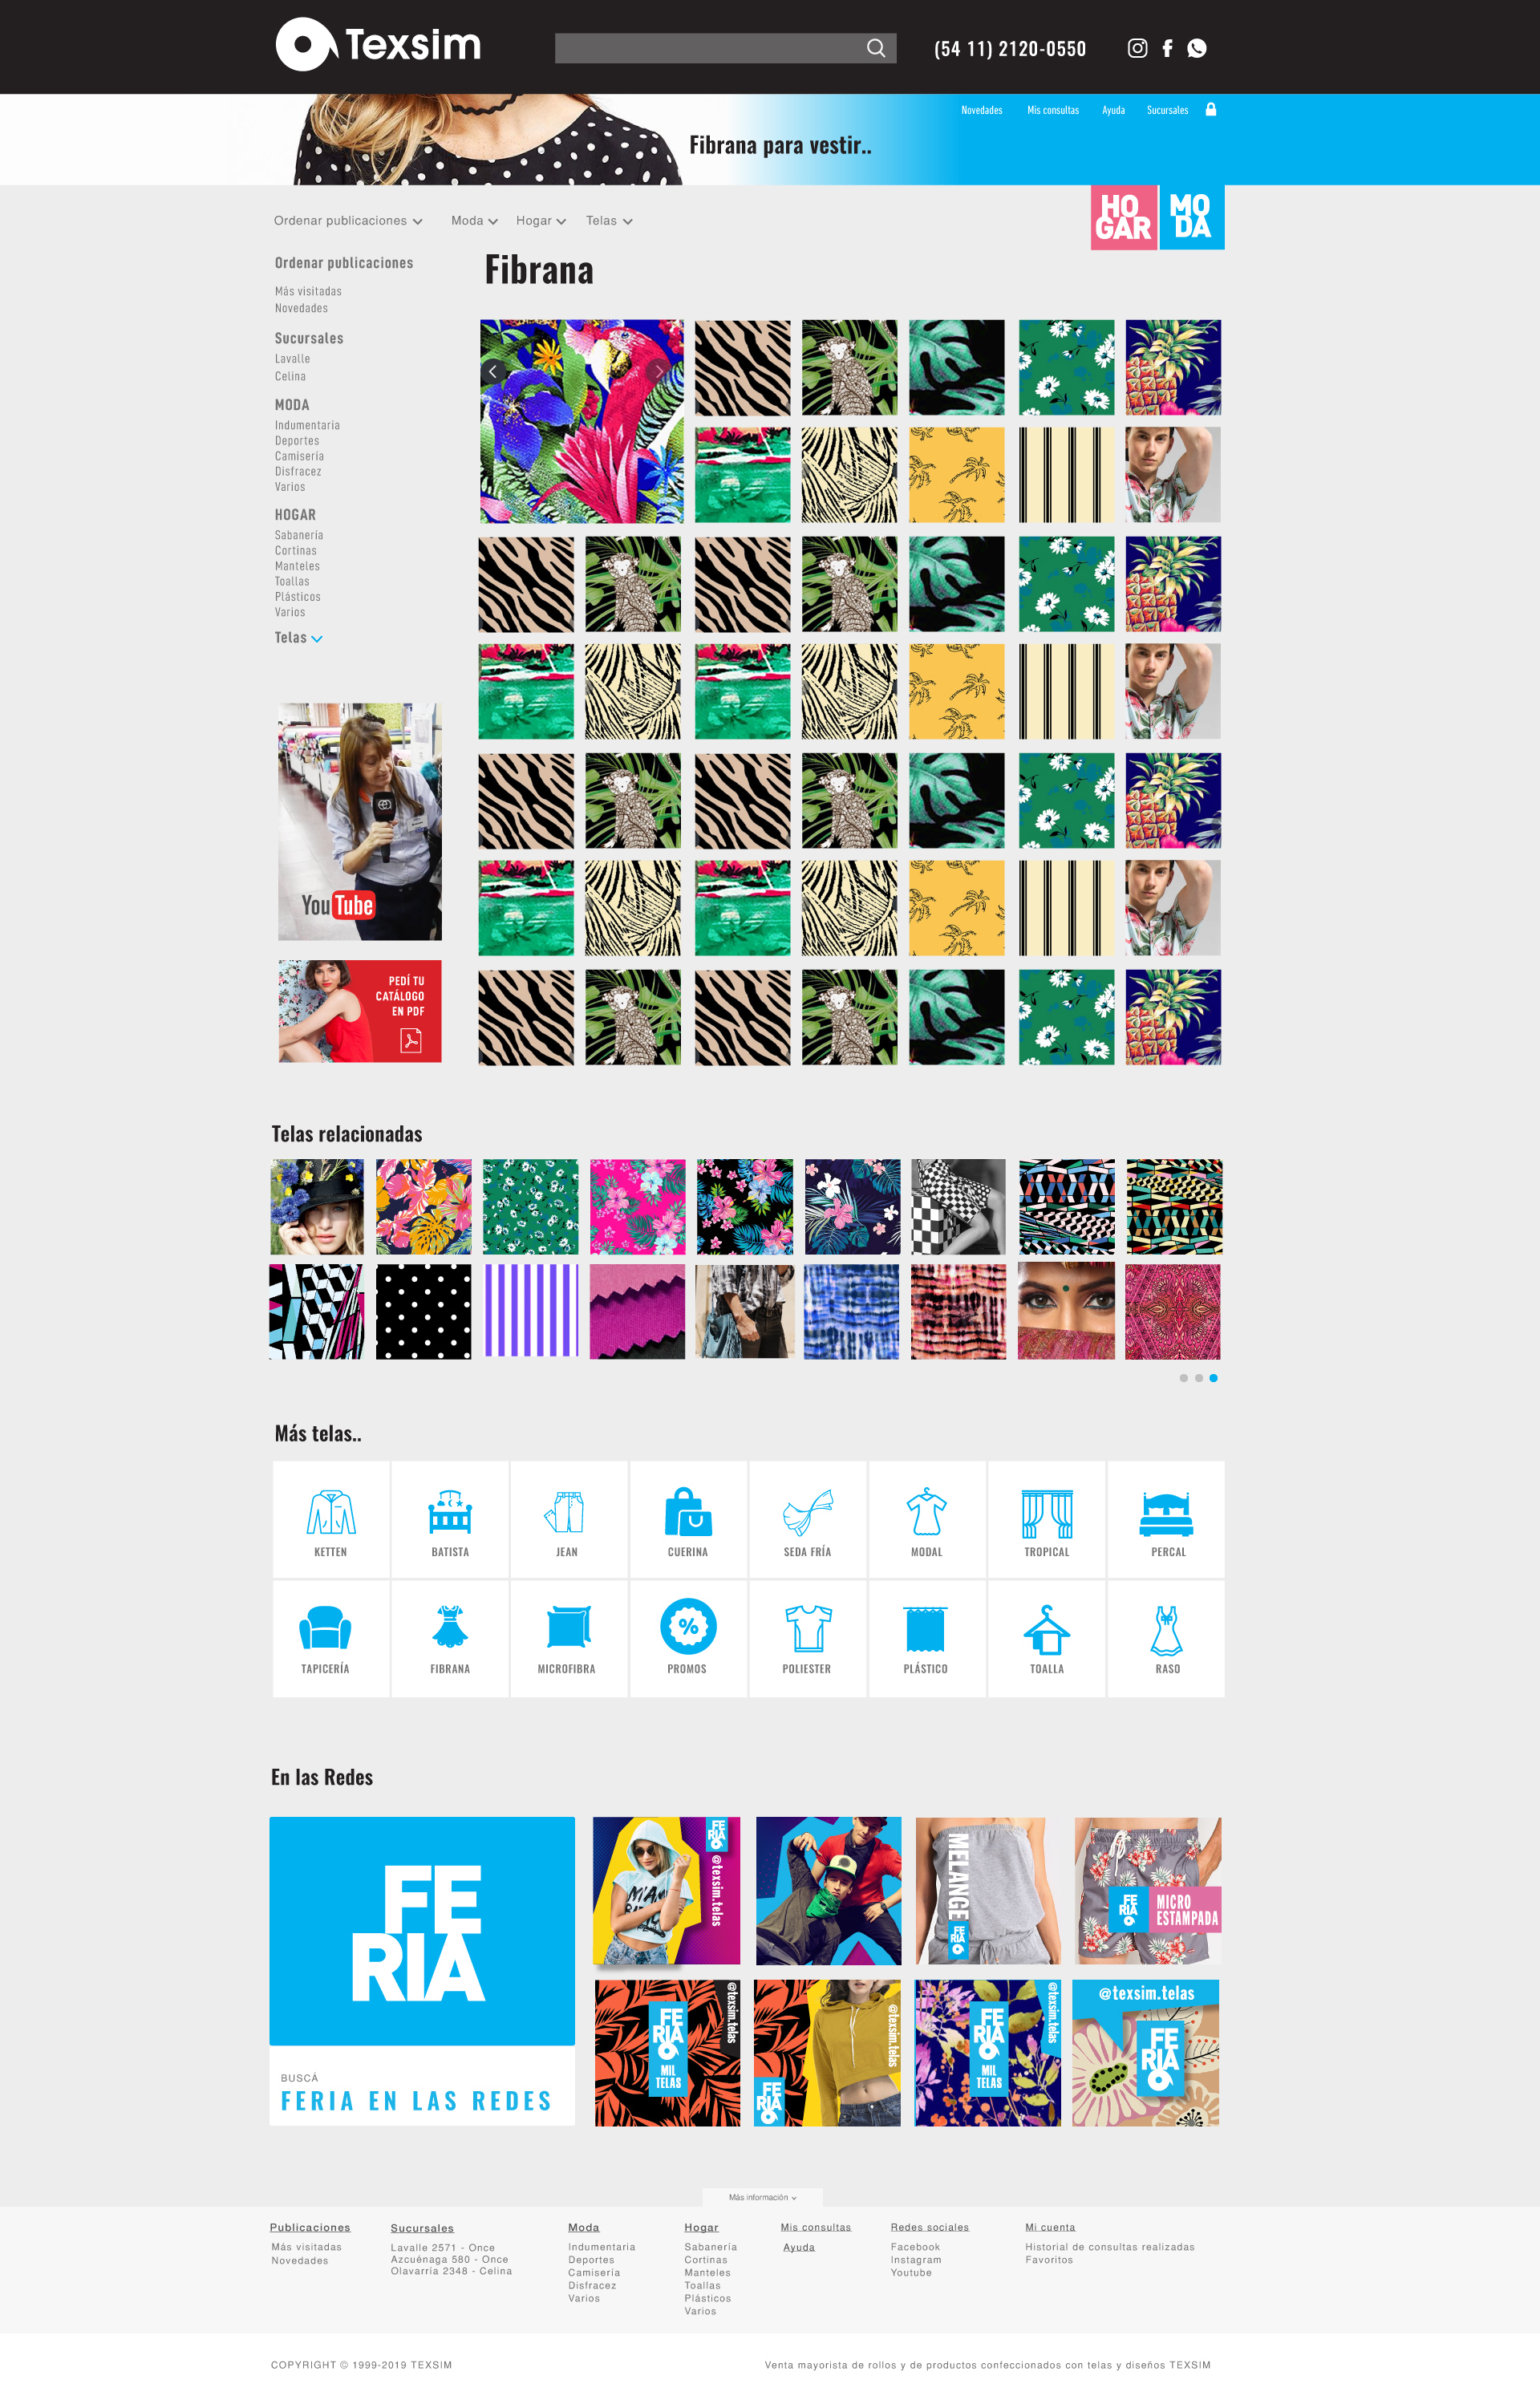 Texsim
(54 11) 2120-0550
Novedades
Mis consultas
Ayuda
Sucursales
Fibrana para vestir..
HO
GAR
MO
DA
Ordenar publicaciones
Moda
Hogar
Telas
Ordenar publicaciones
Más visitadas
Novedades
Sucursales
Lavalle
Celina
MODA
Indumentaria
Deportes
Camisería
Disfracez
Varios
HOGAR
Sabanería
Cortinas
Manteles
Toallas
Plásticos
Varios
Telas
Fibrana
YouTube
PEDÍ TU
CATÁLOGO
EN PDF
Telas relacionadas
Más telas..
KETTEN
BATISTA
JEAN
CUERINA
SEDA FRÍA
MODAL
TROPICAL
PERCAL
TAPICERÍA
FIBRANA
MICROFIBRA
%
PROMOS
POLIESTER
PLÁSTICO
TOALLA
RASO
En las Redes
FE
RIA
BUSCÁ
FERIA EN LAS REDES
FE
RIA
@texsim.telas
MELANGE
FE
RIA
FE
RIA
MICRO
ESTAMPADA
@texsim.telas
FE
RIA
MIL
TELAS
@texsim.telas
FE
RIA
@texsim.telas
FE
RIA
MIL
TELAS
@texsim.telas
FE
RIA
Más información
Publicaciones
Más visitadas
Novedades
Sucursales
Lavalle 2571 - Once
Azcuénaga 580 - Once
Olavarría 2348 - Celina
Moda
Indumentaria
Deportes
Camisería
Disfracez
Varios
Hogar
Sabanería
Cortinas
Manteles
Toallas
Plásticos
Varios
Mis consultas
Ayuda
Redes sociales
Facebook
Instagram
Youtube
Mi cuenta
Historial de consultas realizadas
Favoritos
COPYRIGHT © 1999-2019 TEXSIM
Venta mayorista de rollos y de productos confeccionados con telas y diseños TEXSIM